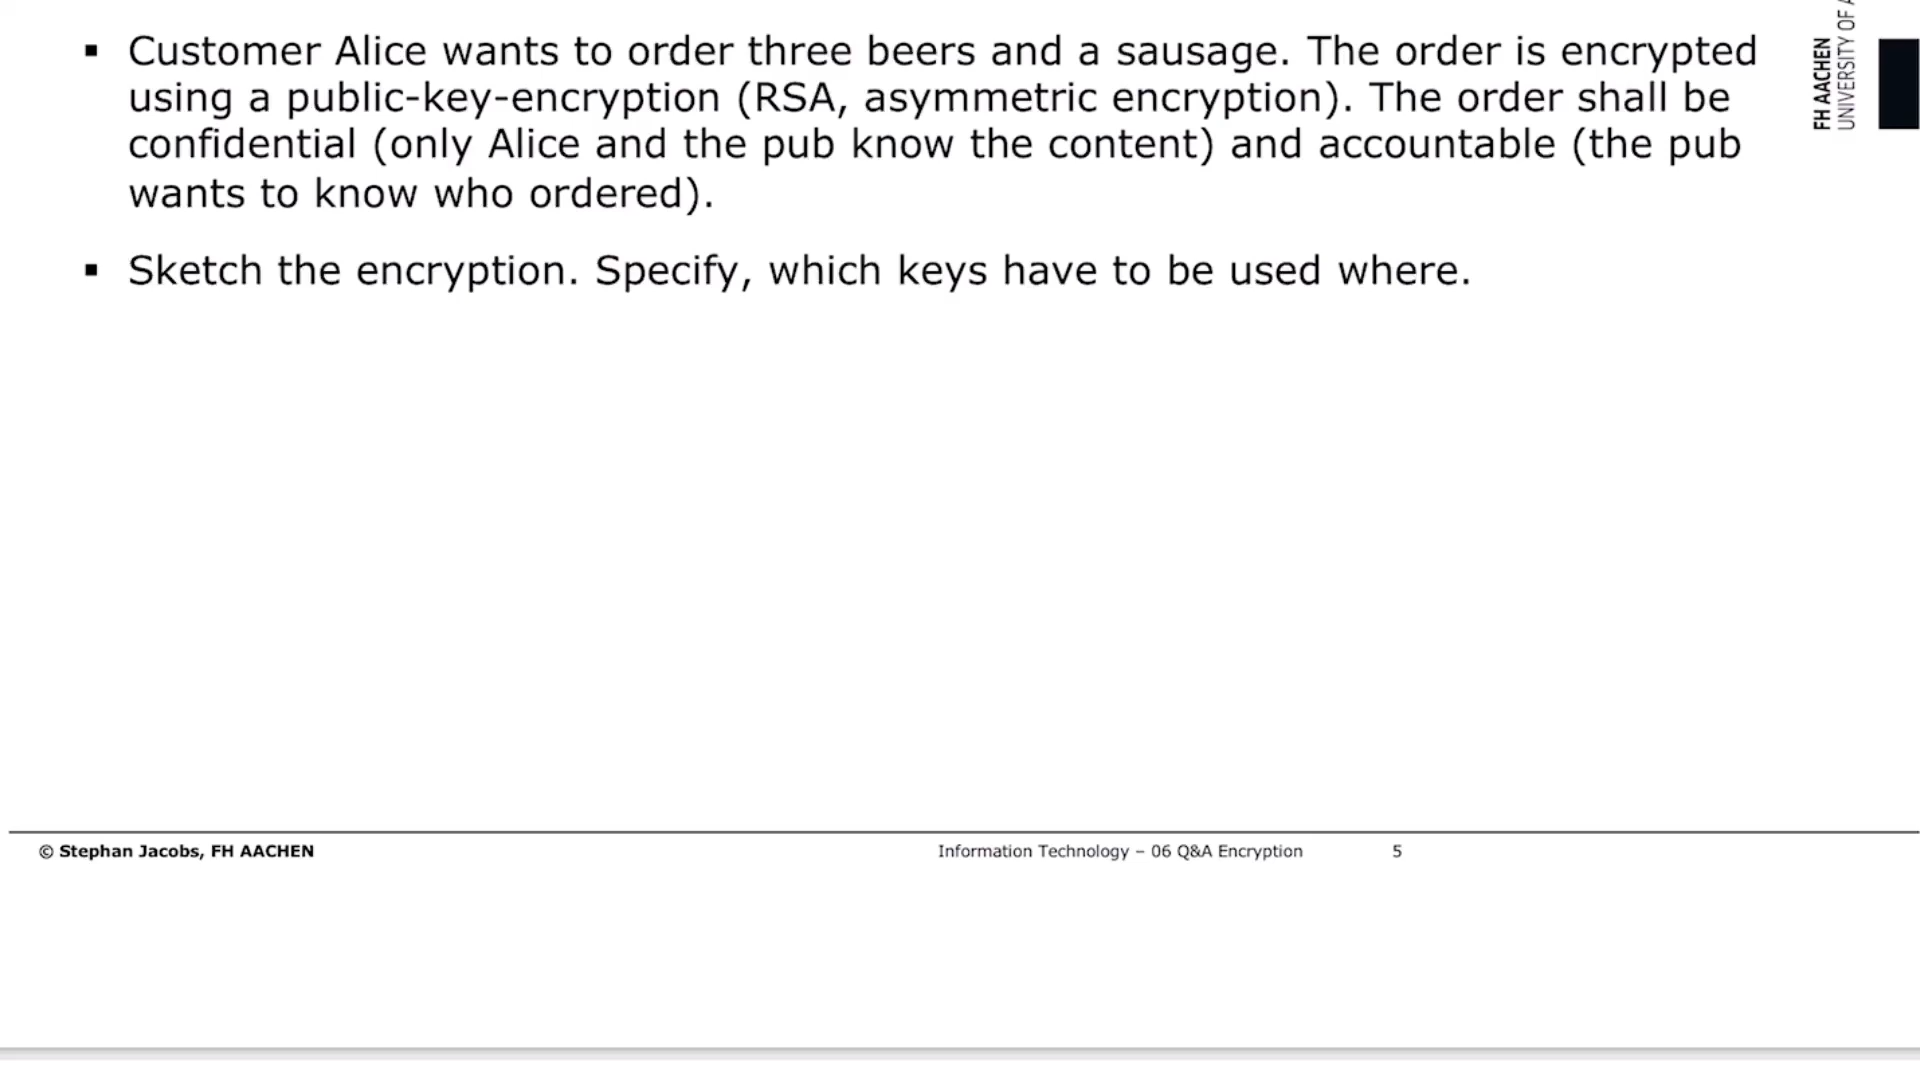 ▪ Customer Alice wants to order three beers and a sausage. The order is encrypted
using a public-key-encryption (RSA, asymmetric encryption). The order shall be
confidential (only Alice and the pub know the content) and accountable (the pub
wants to know who ordered).
▪ Sketch the encryption. Specify, which keys have to be used where.
FH AACHEN
UNIVERSITY OF
© Stephan Jacobs, FH AACHEN
Information Technology – 06 Q&A Encryption
5